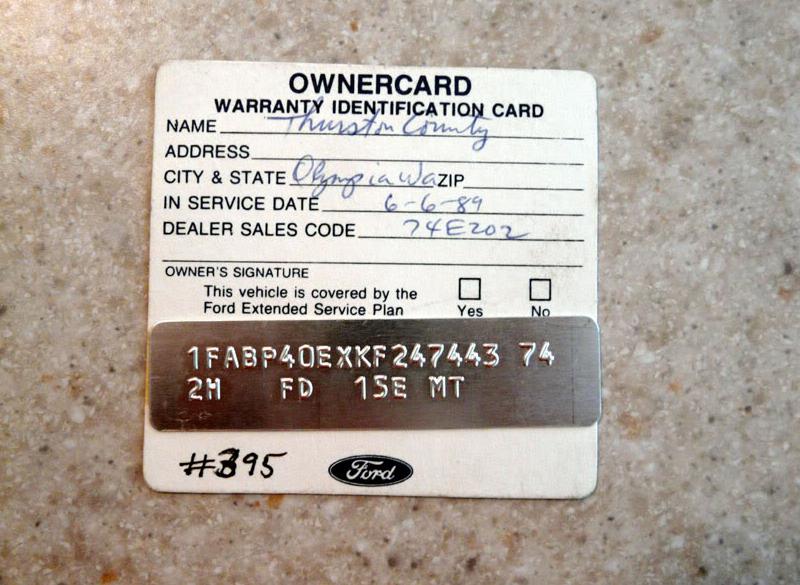 OWNERCARD
WARRANTY IDENTIFICATION CARD
NAME Thurston County
ADDRESS
CITY & STATE Olympia Wa ZIP
IN SERVICE DATE 6-6-89
DEALER SALES CODE 74E202
OWNER'S SIGNATURE
This vehicle is covered by the
Ford Extended Service Plan
Yes No
1FABP40EXKF247443 74
2H FD 15E MT
#395
Ford